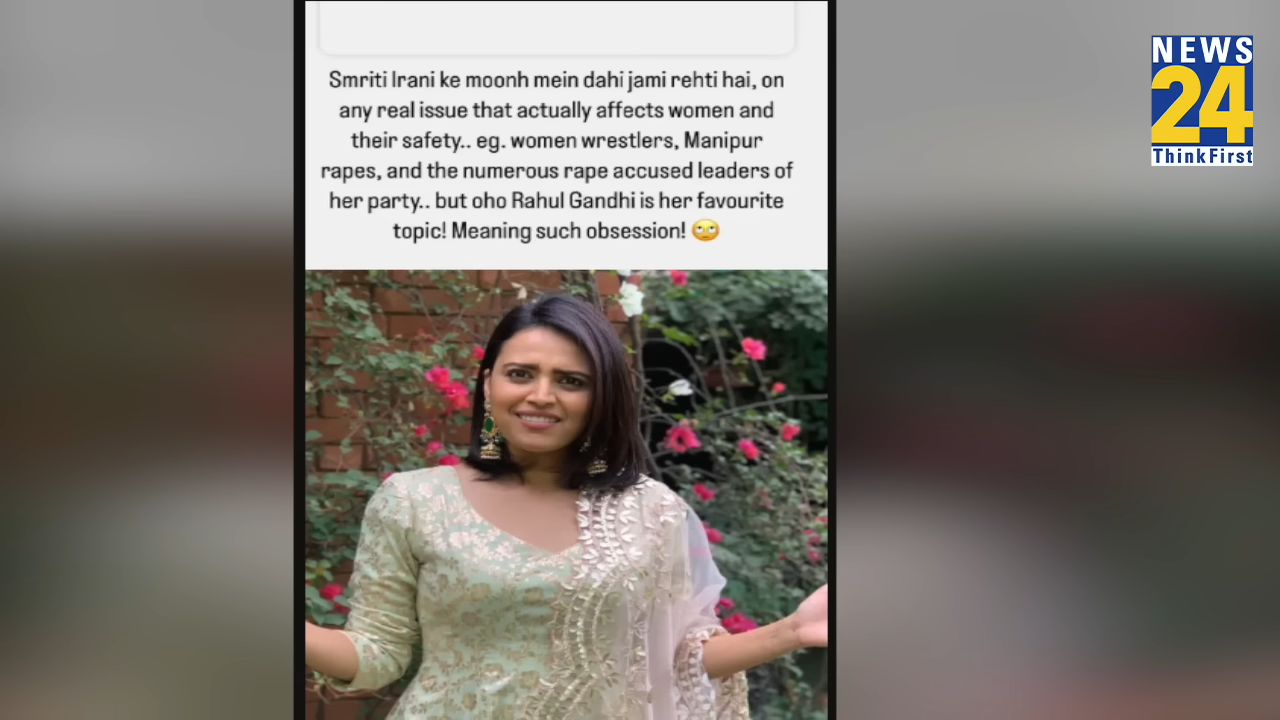 Smriti Irani ke moonh mein dahi jami rehti hai, on
any real issue that actually affects women and
their safety.. eg. women wrestlers, Manipur
rapes, and the numerous rape accused leaders of
her party.. but oho Rahul Gandhi is her favourite
topic! Meaning such obsession! 🙄
NEWS
24
ThinkFirst